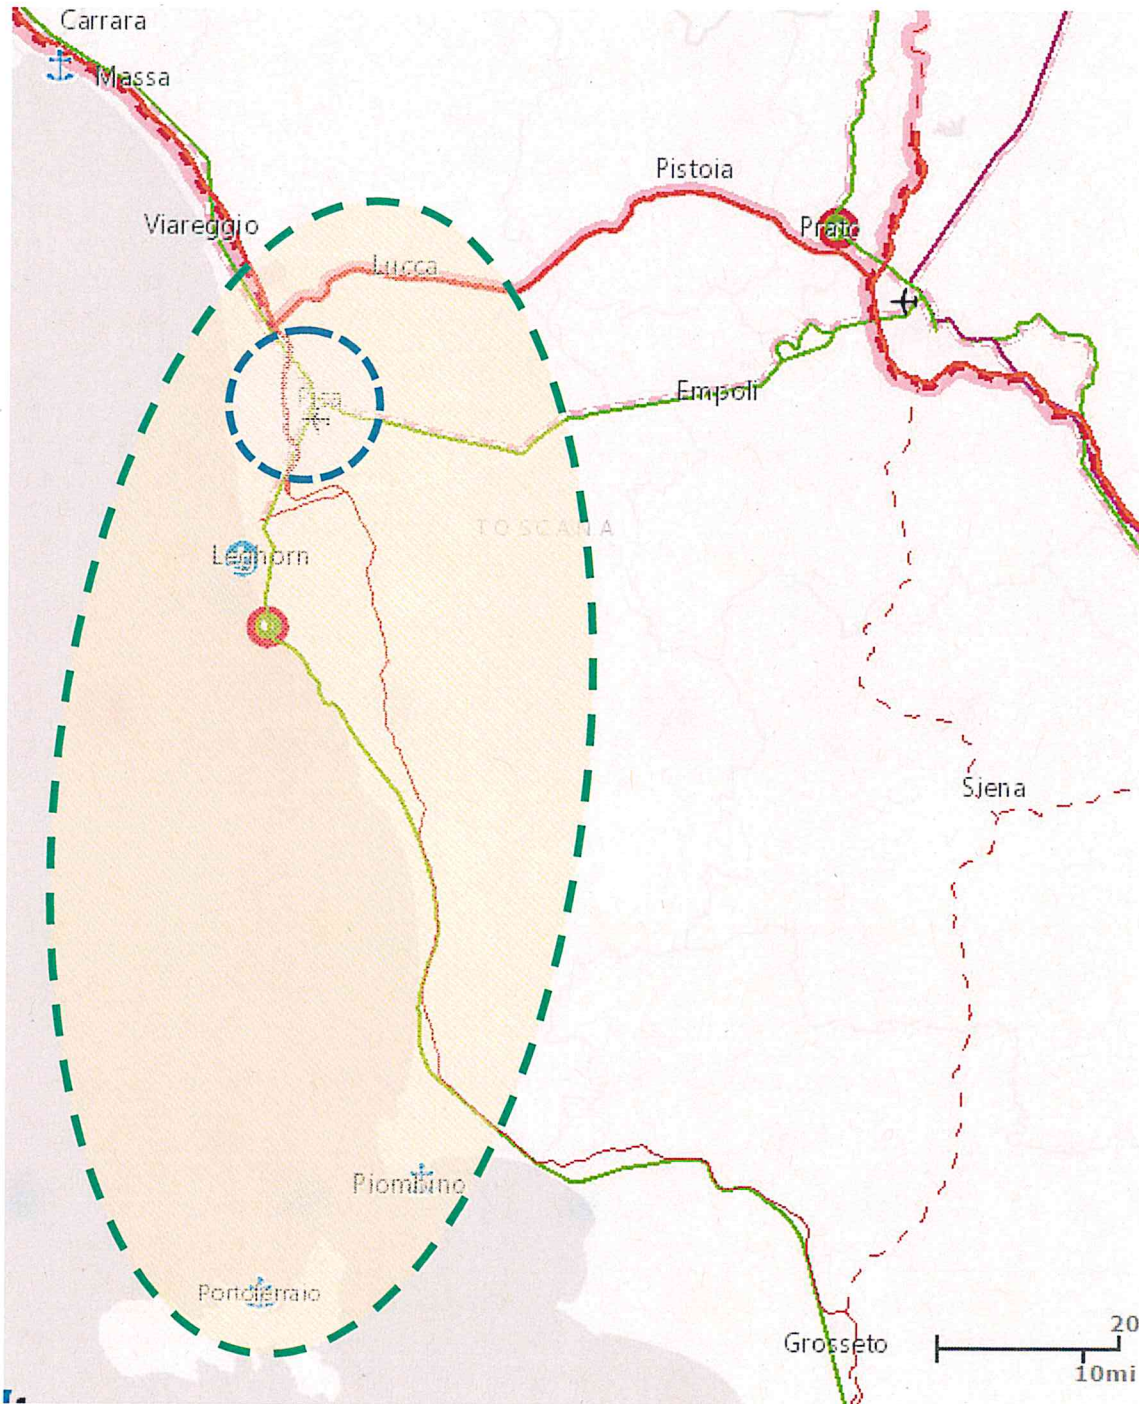 Carrara
Massa
Pistoia
Viareggio
Prato
Lucca
Empoli
Pisa
TOSCANA
Leghorn
Siena
Piombino
Portoferraio
20
Grosseto
10mi